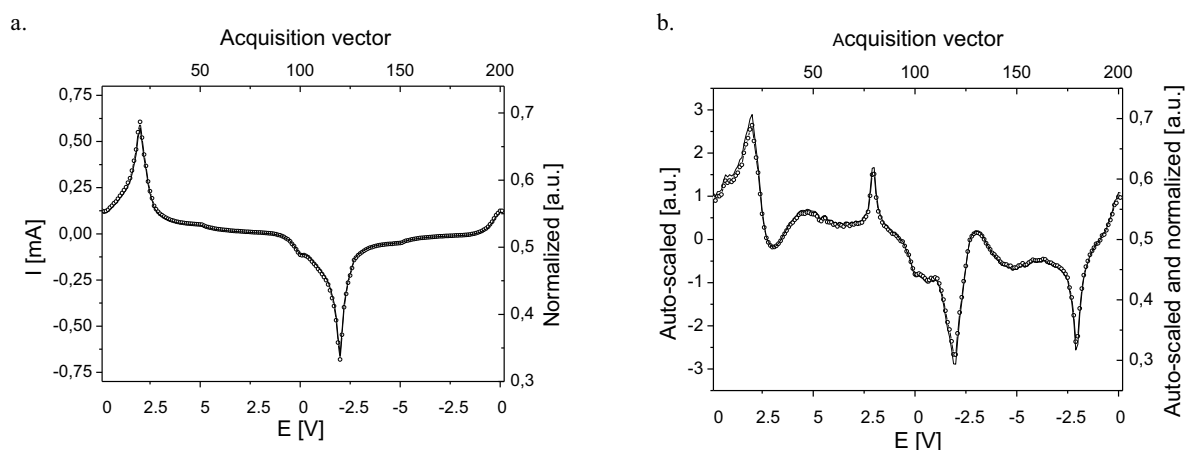 a.
Acquisition vector
50 100 150 200
0,75
0,50
0,25
0,00
-0,25
-0,50
-0,75
I [mA]
0,7
0,6
0,5
0,4
0,3
Normalized [a.u.]
0 2.5 5 0 -2.5 -5 -2.5 0
E [V]
b.
Acquisition vector
50 100 150 200
3
2
1
0
-1
-2
-3
Auto-scaled [a.u.]
0,7
0,6
0,5
0,4
0,3
Auto-scaled and normalized [a.u.]
0 2.5 5 0 -2.5 -5 -2.5 0
E [V]